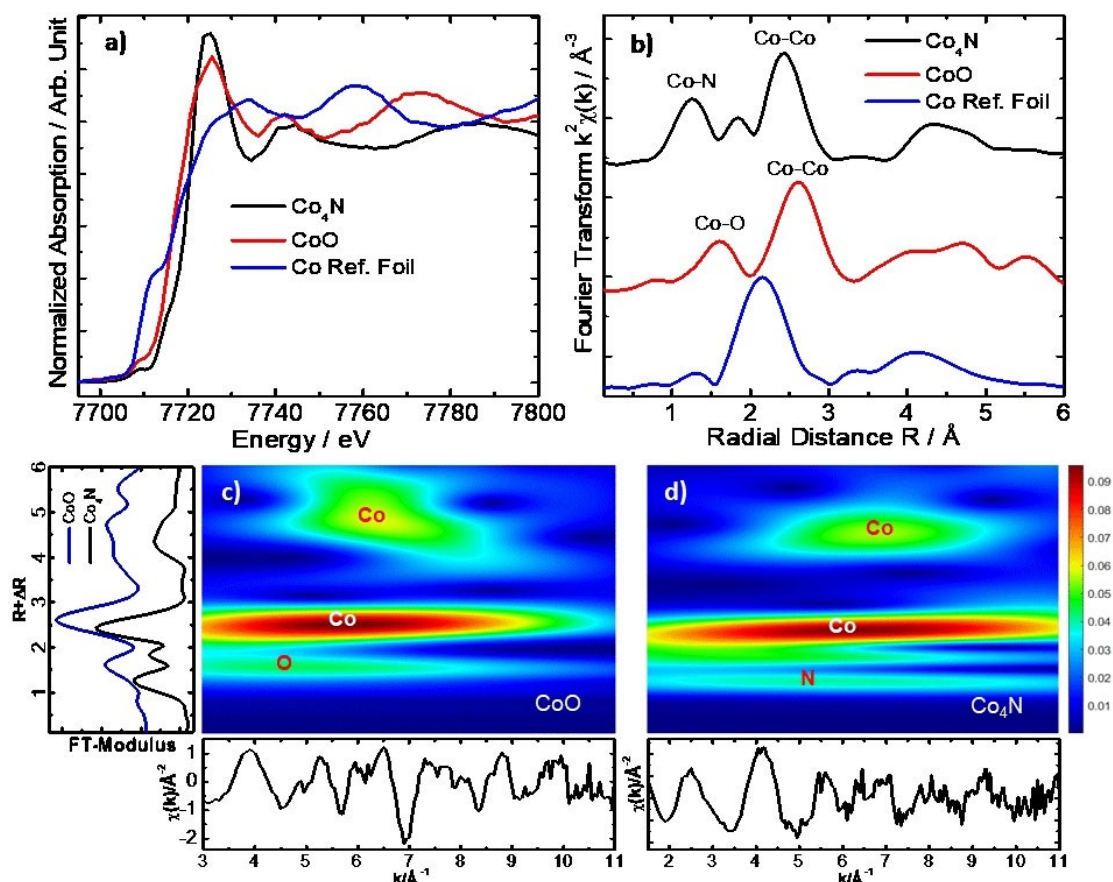 a)
Normalized Absorption / Arb. Unit
Co₄N
CoO
Co Ref. Foil
7700 7720 7740 7760 7780 7800
Energy / eV
b)
Fourier Transform k²χ(k) / Å⁻³
Co-N
Co-Co
Co-Co
Co-O
Co₄N
CoO
Co Ref. Foil
1 2 3 4 5 6
Radial Distance R / Å
R+ΔR
6
5
4
3
2
1
CoO
Co₄N
FT-Modulus
c)
Co
Co
O
CoO
d)
Co
Co
N
Co₄N
0.09
0.08
0.07
0.06
0.05
0.04
0.03
0.02
0.01
χ(k)/Å⁻²
1
0
-1
-2
3 4 5 6 7 8 9 10 11
k/Å⁻¹
χ(k)/Å⁻²
2 3 4 5 6 7 8 9 10 11
k/Å⁻¹